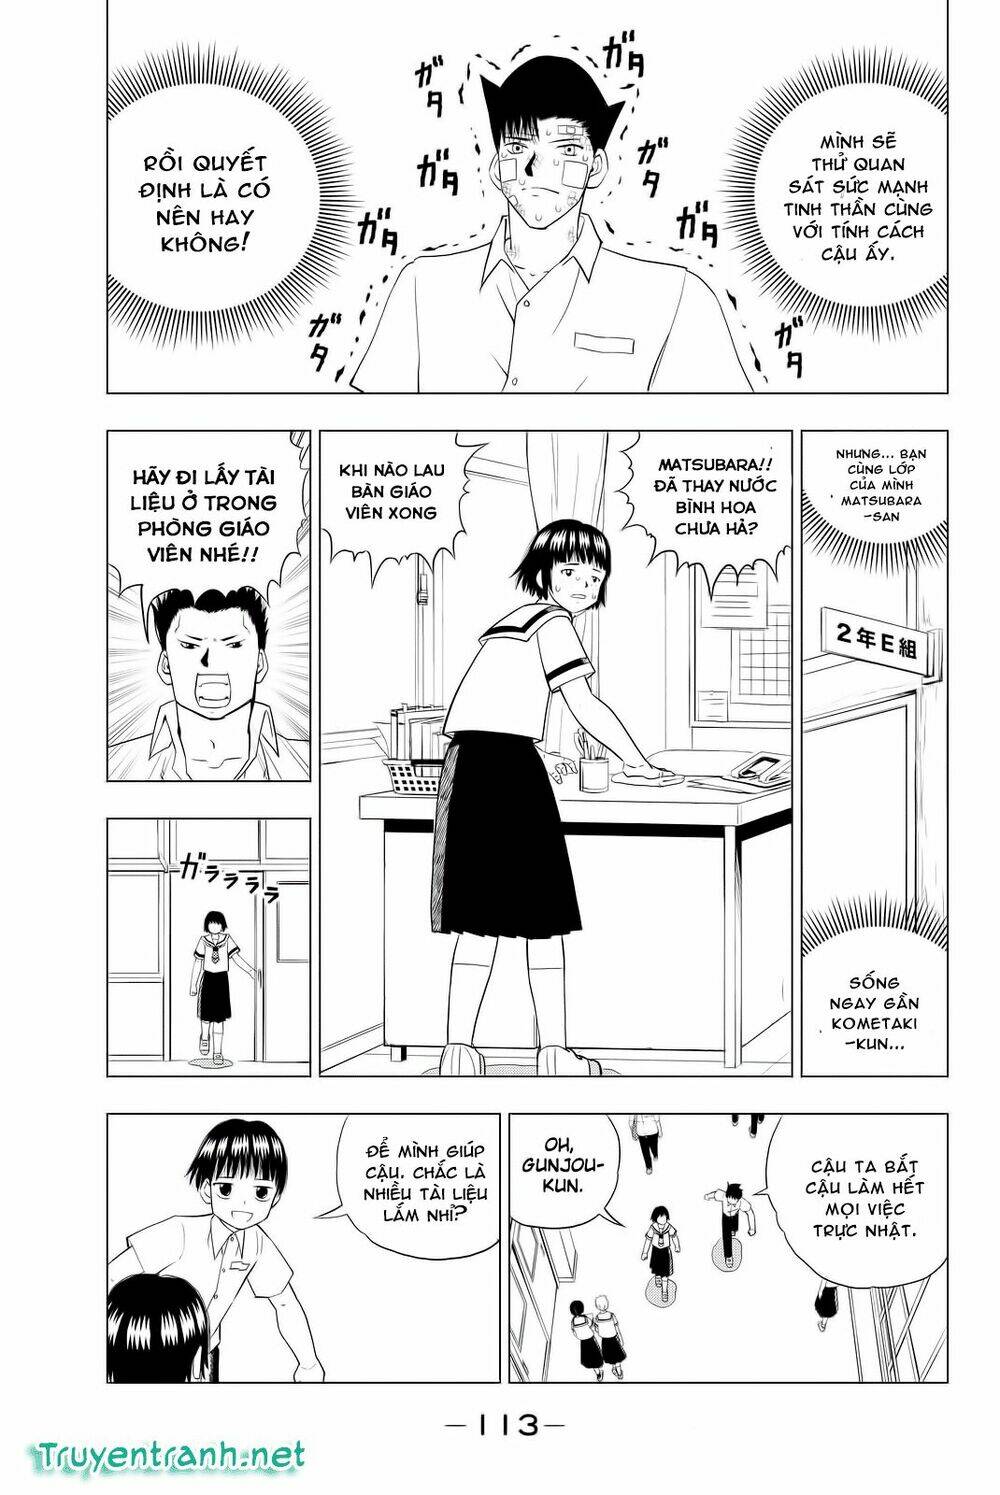 MÌNH SẼ
THỬ QUAN
SÁT SỨC MẠNH
TINH THẦN CÙNG
VỚI TÍNH CÁCH
CẬU ẤY.
ガタ
ガタ
ガタ
ガタ
ガタ
ガタ
ガタ
ガタ
ガタ
RỒI QUYẾT
ĐỊNH LÀ CÓ
NÊN HAY
KHÔNG!
NHƯNG... BẠN
CÙNG LỚP
CỦA MÌNH
MATSUBARA
-SAN
2年E組
SỐNG
NGAY GẦN
KOMETAKI
-KUN...
MATSUBARA!!
ĐÃ THAY NƯỚC
BÌNH HOA
CHƯA HẢ?
KHI NÀO LAU
BÀN GIÁO
VIÊN XONG
HÃY ĐI LẤY TÀI
LIỆU Ở TRONG
PHÒNG GIÁO
VIÊN NHÉ!!
ガララララ
CẬU TA BẮT
CẬU LÀM HẾT
MỌI VIỆC
TRỰC NHẬT.
OH,
GUNJOU-
KUN.
ĐỂ MÌNH GIÚP
CẬU. CHẮC LÀ
NHIỀU TÀI LIỆU
LẮM NHỈ?
-113-
Truyentranh.net